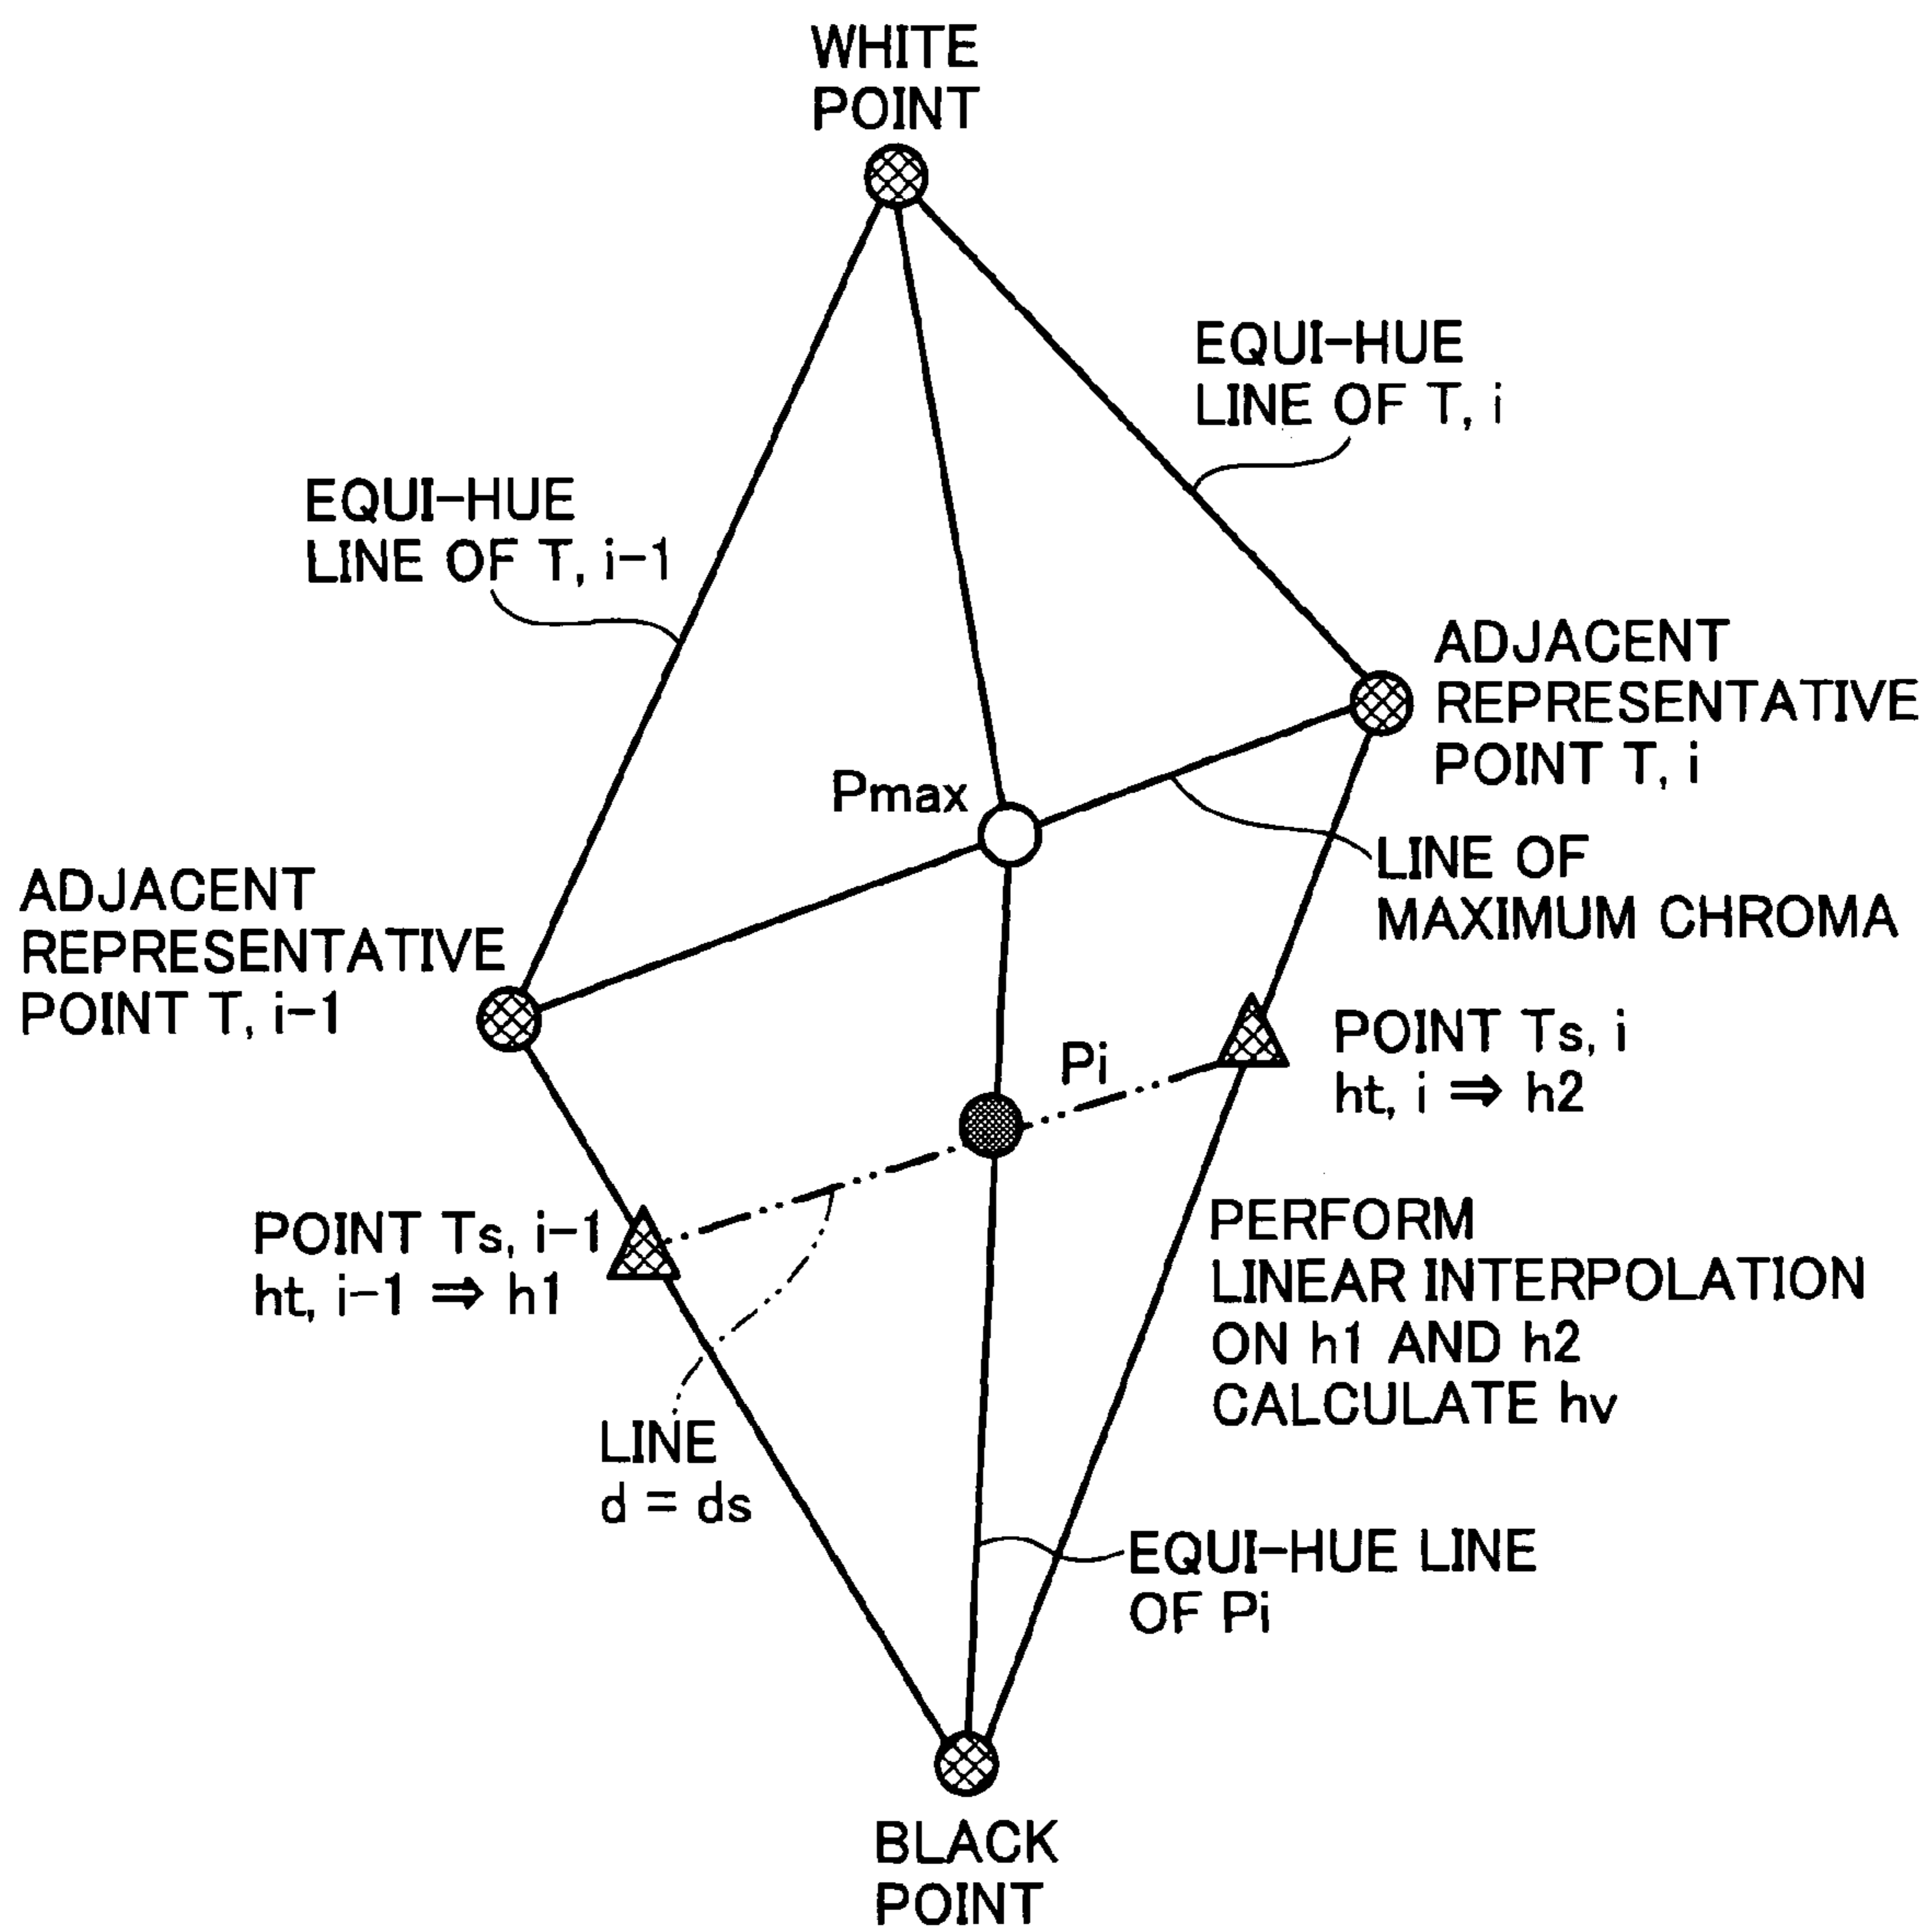 WHITE
POINT
EQUI-HUE
LINE OF T, i
EQUI-HUE
LINE OF T, i-1
ADJACENT
REPRESENTATIVE
POINT T, i
Pmax
LINE OF
MAXIMUM CHROMA
ADJACENT
REPRESENTATIVE
POINT T, i-1
POINT Ts, i
ht, i ⇒ h2
Pi
POINT Ts, i-1
ht, i-1 ⇒ h1
PERFORM
LINEAR INTERPOLATION
ON h1 AND h2
CALCULATE hv
LINE
d = ds
EQUI-HUE LINE
OF Pi
BLACK
POINT